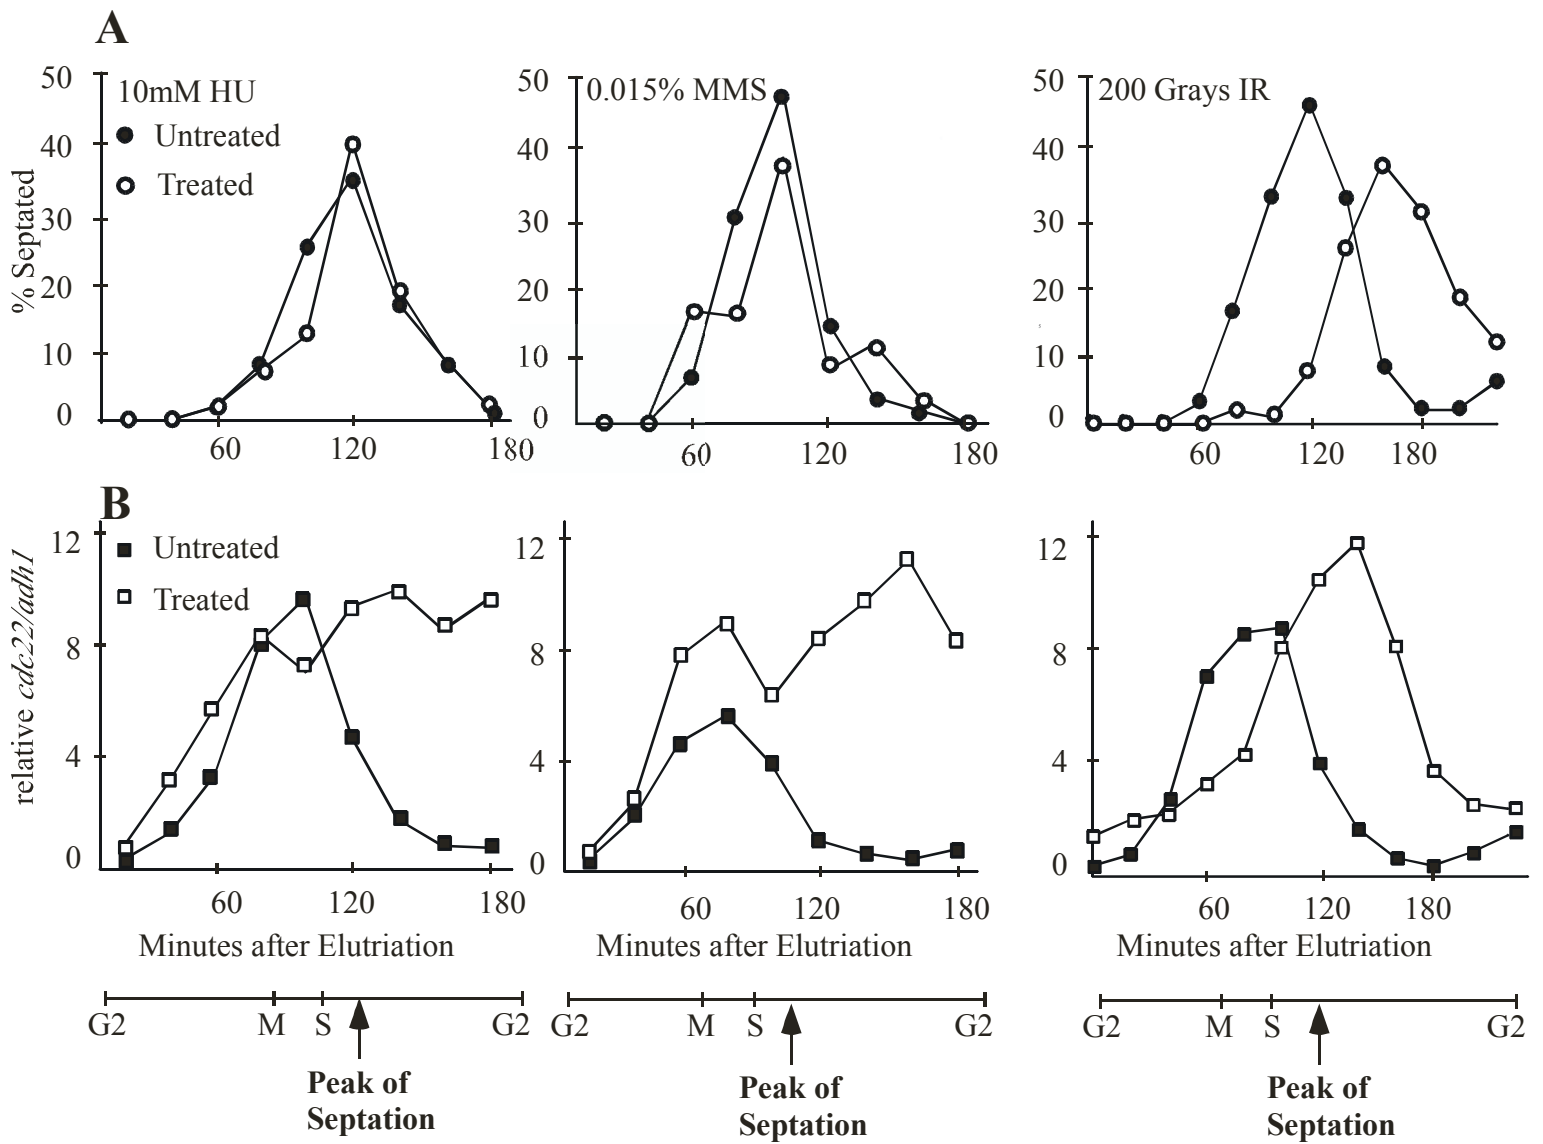 A
50 10mM HU
Untreated
Treated
40
30
20
10
0
60 120 180
% Septated
50 0.015% MMS
40
30
20
10
0
60 120 180
50 200 Grays IR
40
30
20
10
0
60 120 180
B
12 Untreated
Treated
8
4
0
60 120 180
relative cdc22/adh1
Minutes after Elutriation
12
8
4
0
60 120 180
Minutes after Elutriation
12
8
4
0
60 120 180
Minutes after Elutriation
G2 M S G2
Peak of
Septation
G2 M S G2
Peak of
Septation
G2 M S G2
Peak of
Septation